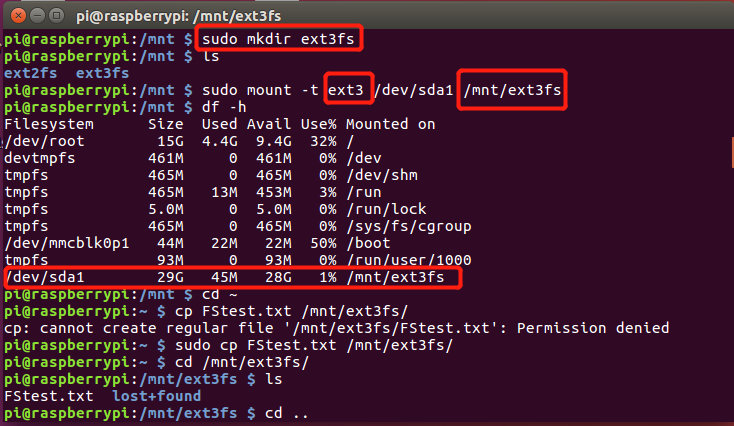 pi@raspberrypi: /mnt/ext3fs
pi@raspberrypi:/mnt $ sudo mkdir ext3fs
pi@raspberrypi:/mnt $ ls
ext2fs  ext3fs
pi@raspberrypi:/mnt $ sudo mount -t ext3 /dev/sda1 /mnt/ext3fs
pi@raspberrypi:/mnt $ df -h
Filesystem      Size  Used Avail Use% Mounted on
/dev/root        15G  4.4G  9.4G  32% /
devtmpfs        461M     0  461M   0% /dev
tmpfs           465M     0  465M   0% /dev/shm
tmpfs           465M   13M  453M   3% /run
tmpfs           5.0M     0  5.0M   0% /run/lock
tmpfs           465M     0  465M   0% /sys/fs/cgroup
/dev/mmcblk0p1   44M   22M   22M  50% /boot
tmpfs            93M     0   93M   0% /run/user/1000
/dev/sda1        29G   45M   28G   1% /mnt/ext3fs
pi@raspberrypi:/mnt $ cd ~
pi@raspberrypi:~ $ cp FStest.txt /mnt/ext3fs/
cp: cannot create regular file '/mnt/ext3fs/FStest.txt': Permission denied
pi@raspberrypi:~ $ sudo cp FStest.txt /mnt/ext3fs/
pi@raspberrypi:~ $ cd /mnt/ext3fs/
pi@raspberrypi:/mnt/ext3fs $ ls
FStest.txt  lost+found
pi@raspberrypi:/mnt/ext3fs $ cd ..